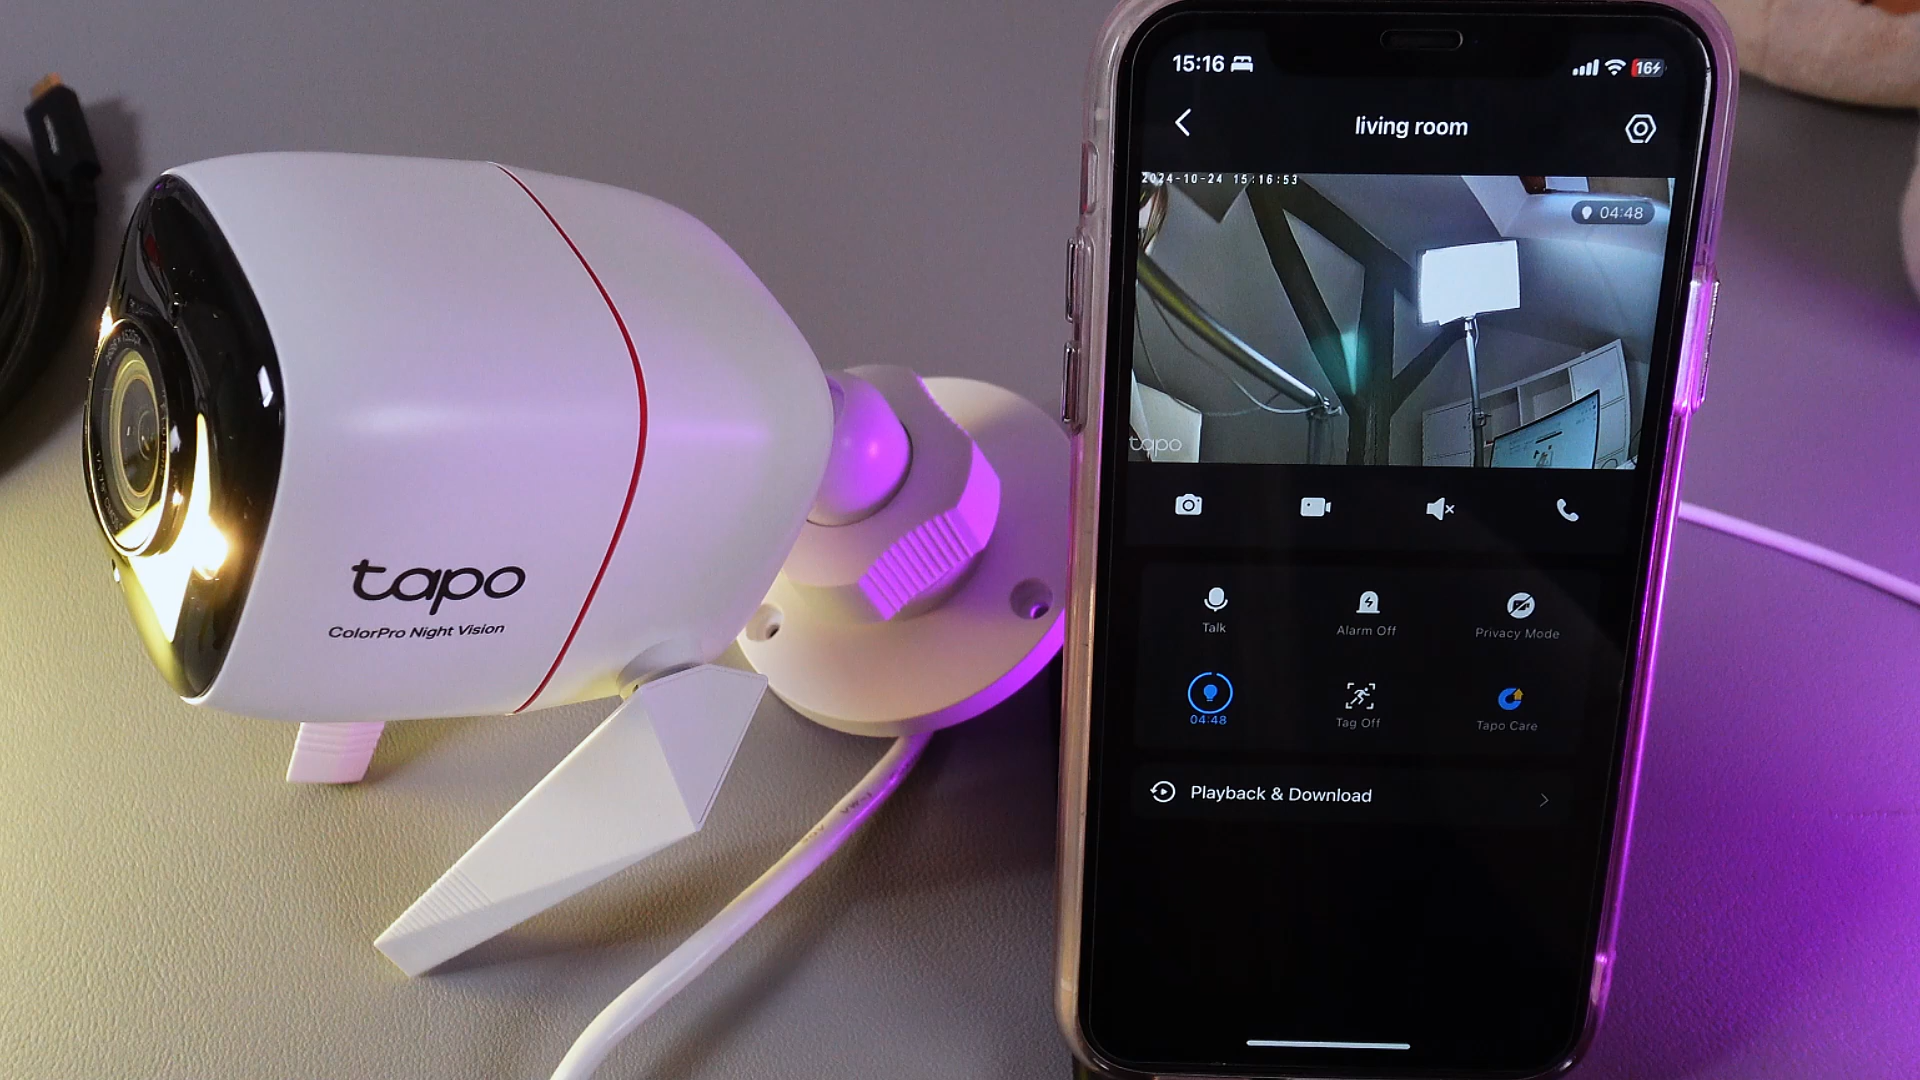 tapo
ColorPro Night Vision
15:16
16
living room
2024-10-24 15:16:53
04:48
tapo
Talk
Alarm Off
Privacy Mode
04:48
Tag Off
Tapo Care
Playback & Download